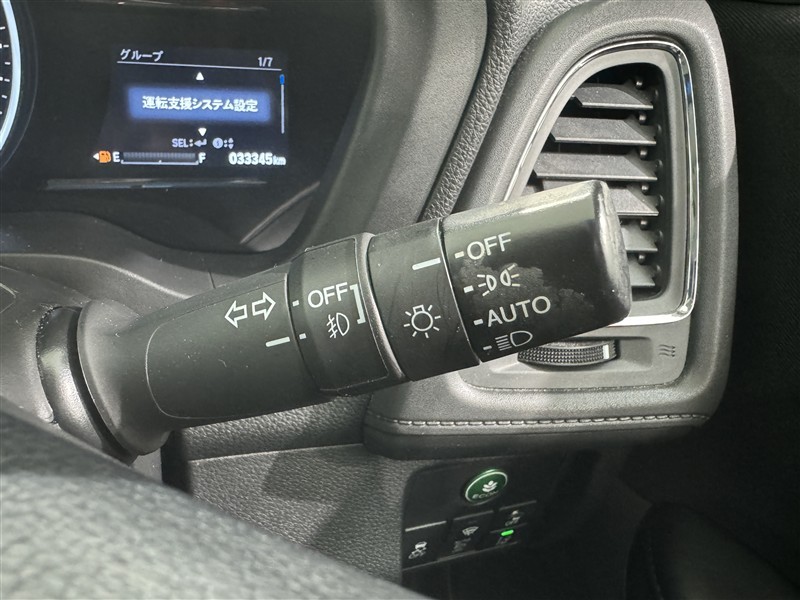 グループ 1/7
運転支援システム設定
SEL:
E F 033345km
OFF
OFF
AUTO
ECON